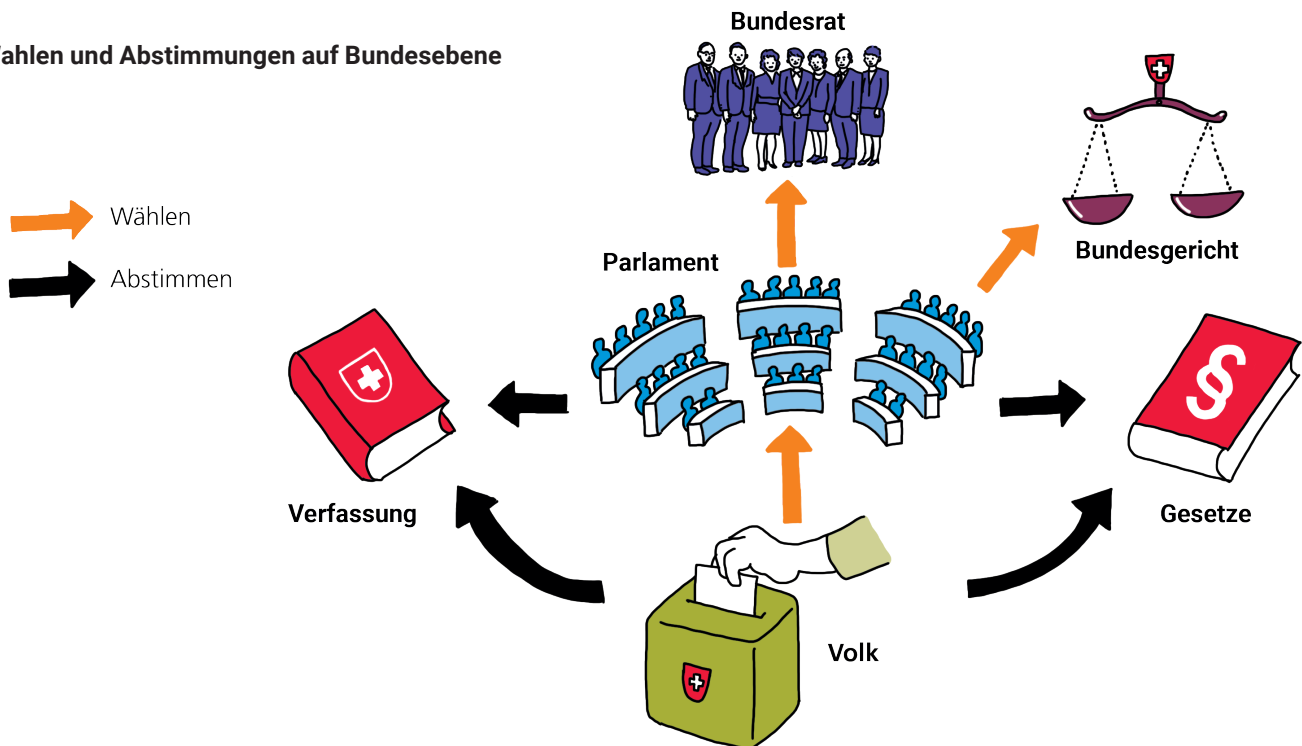 Bundesrat
ahlen und Abstimmungen auf Bundesebene
Wählen
Bundesgericht
Parlament
Abstimmen
Verfassung
§
Gesetze
Volk